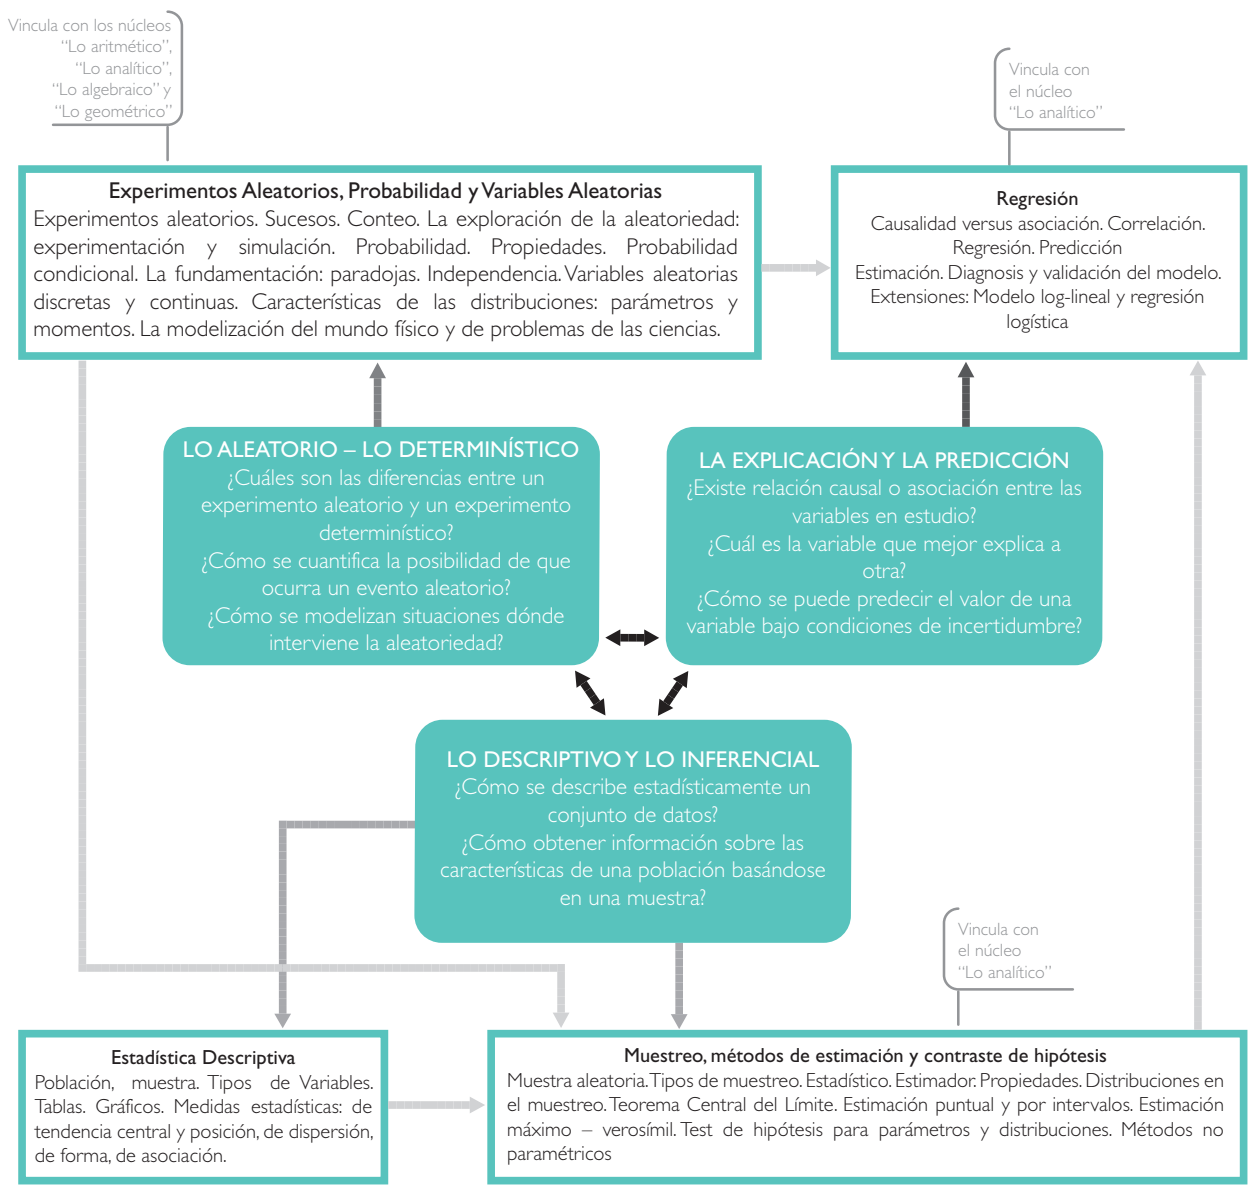 Vincula con los núcleos
“Lo aritmético”,
“Lo analítico”,
“Lo algebraico” y
“Lo geométrico”
Vincula con
el núcleo
“Lo analítico”
Experimentos Aleatorios, Probabilidad y Variables Aleatorias
Experimentos aleatorios. Sucesos. Conteo. La exploración de la aleatoriedad:
experimentación y simulación. Probabilidad. Propiedades. Probabilidad
condicional. La fundamentación: paradojas. Independencia. Variables aleatorias
discretas y continuas. Características de las distribuciones: parámetros y
momentos. La modelización del mundo físico y de problemas de las ciencias.
Regresión
Causalidad versus asociación. Correlación.
Regresión. Predicción
Estimación. Diagnosis y validación del modelo.
Extensiones: Modelo log-lineal y regresión
logística
LO ALEATORIO – LO DETERMINÍSTICO
¿Cuáles son las diferencias entre un
experimento aleatorio y un experimento
determinístico?
¿Cómo se cuantifica la posibilidad de que
ocurra un evento aleatorio?
¿Cómo se modelizan situaciones dónde
interviene la aleatoriedad?
LA EXPLICACIÓN Y LA PREDICCIÓN
¿Existe relación causal o asociación entre las
variables en estudio?
¿Cuál es la variable que mejor explica a
otra?
¿Cómo se puede predecir el valor de una
variable bajo condiciones de incertidumbre?
LO DESCRIPTIVO Y LO INFERENCIAL
¿Cómo se describe estadísticamente un
conjunto de datos?
¿Cómo obtener información sobre las
características de una población basándose
en una muestra?
Vincula con
el núcleo
“Lo analítico”
Estadística Descriptiva
Población, muestra. Tipos de Variables.
Tablas. Gráficos. Medidas estadísticas: de
tendencia central y posición, de dispersión,
de forma, de asociación.
Muestreo, métodos de estimación y contraste de hipótesis
Muestra aleatoria. Tipos de muestreo. Estadístico. Estimador. Propiedades. Distribuciones en
el muestreo. Teorema Central del Límite. Estimación puntual y por intervalos. Estimación
máximo – verosímil. Test de hipótesis para parámetros y distribuciones. Métodos no
paramétricos